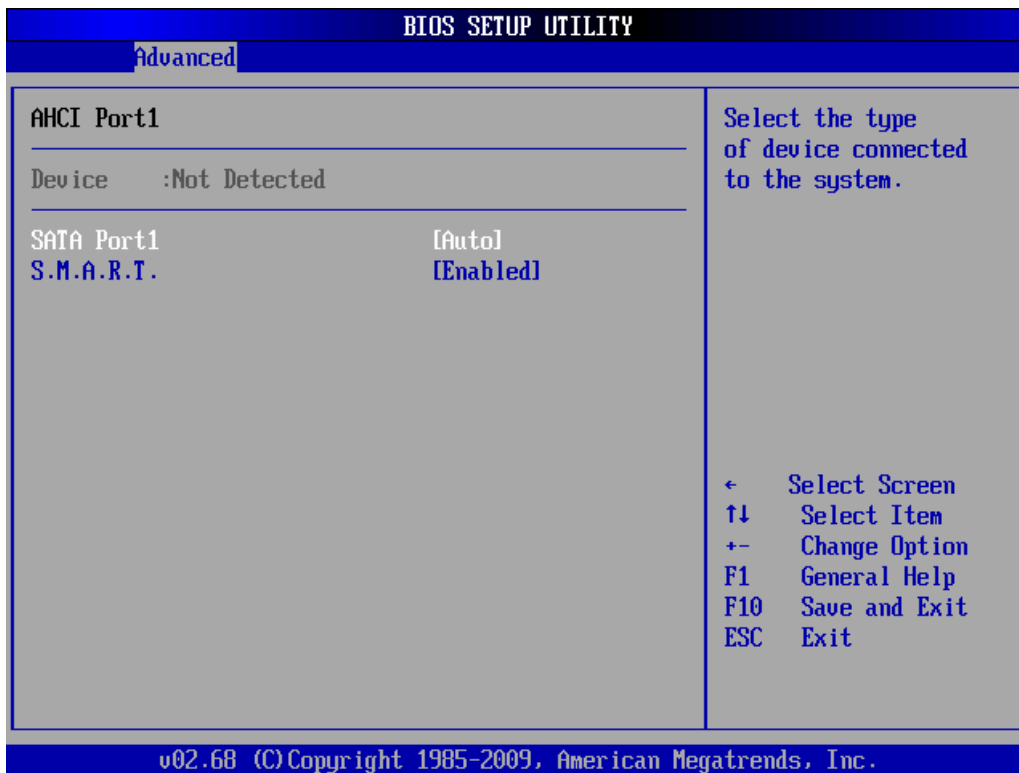 BIOS SETUP UTILITY
Advanced
AHCI Port1
Device :Not Detected
SATA Port1 [Auto]
S.M.A.R.T. [Enabled]
Select the type
of device connected
to the system.
← Select Screen
↑↓ Select Item
+- Change Option
F1 General Help
F10 Save and Exit
ESC Exit
v02.68 (C)Copyright 1985-2009, American Megatrends, Inc.